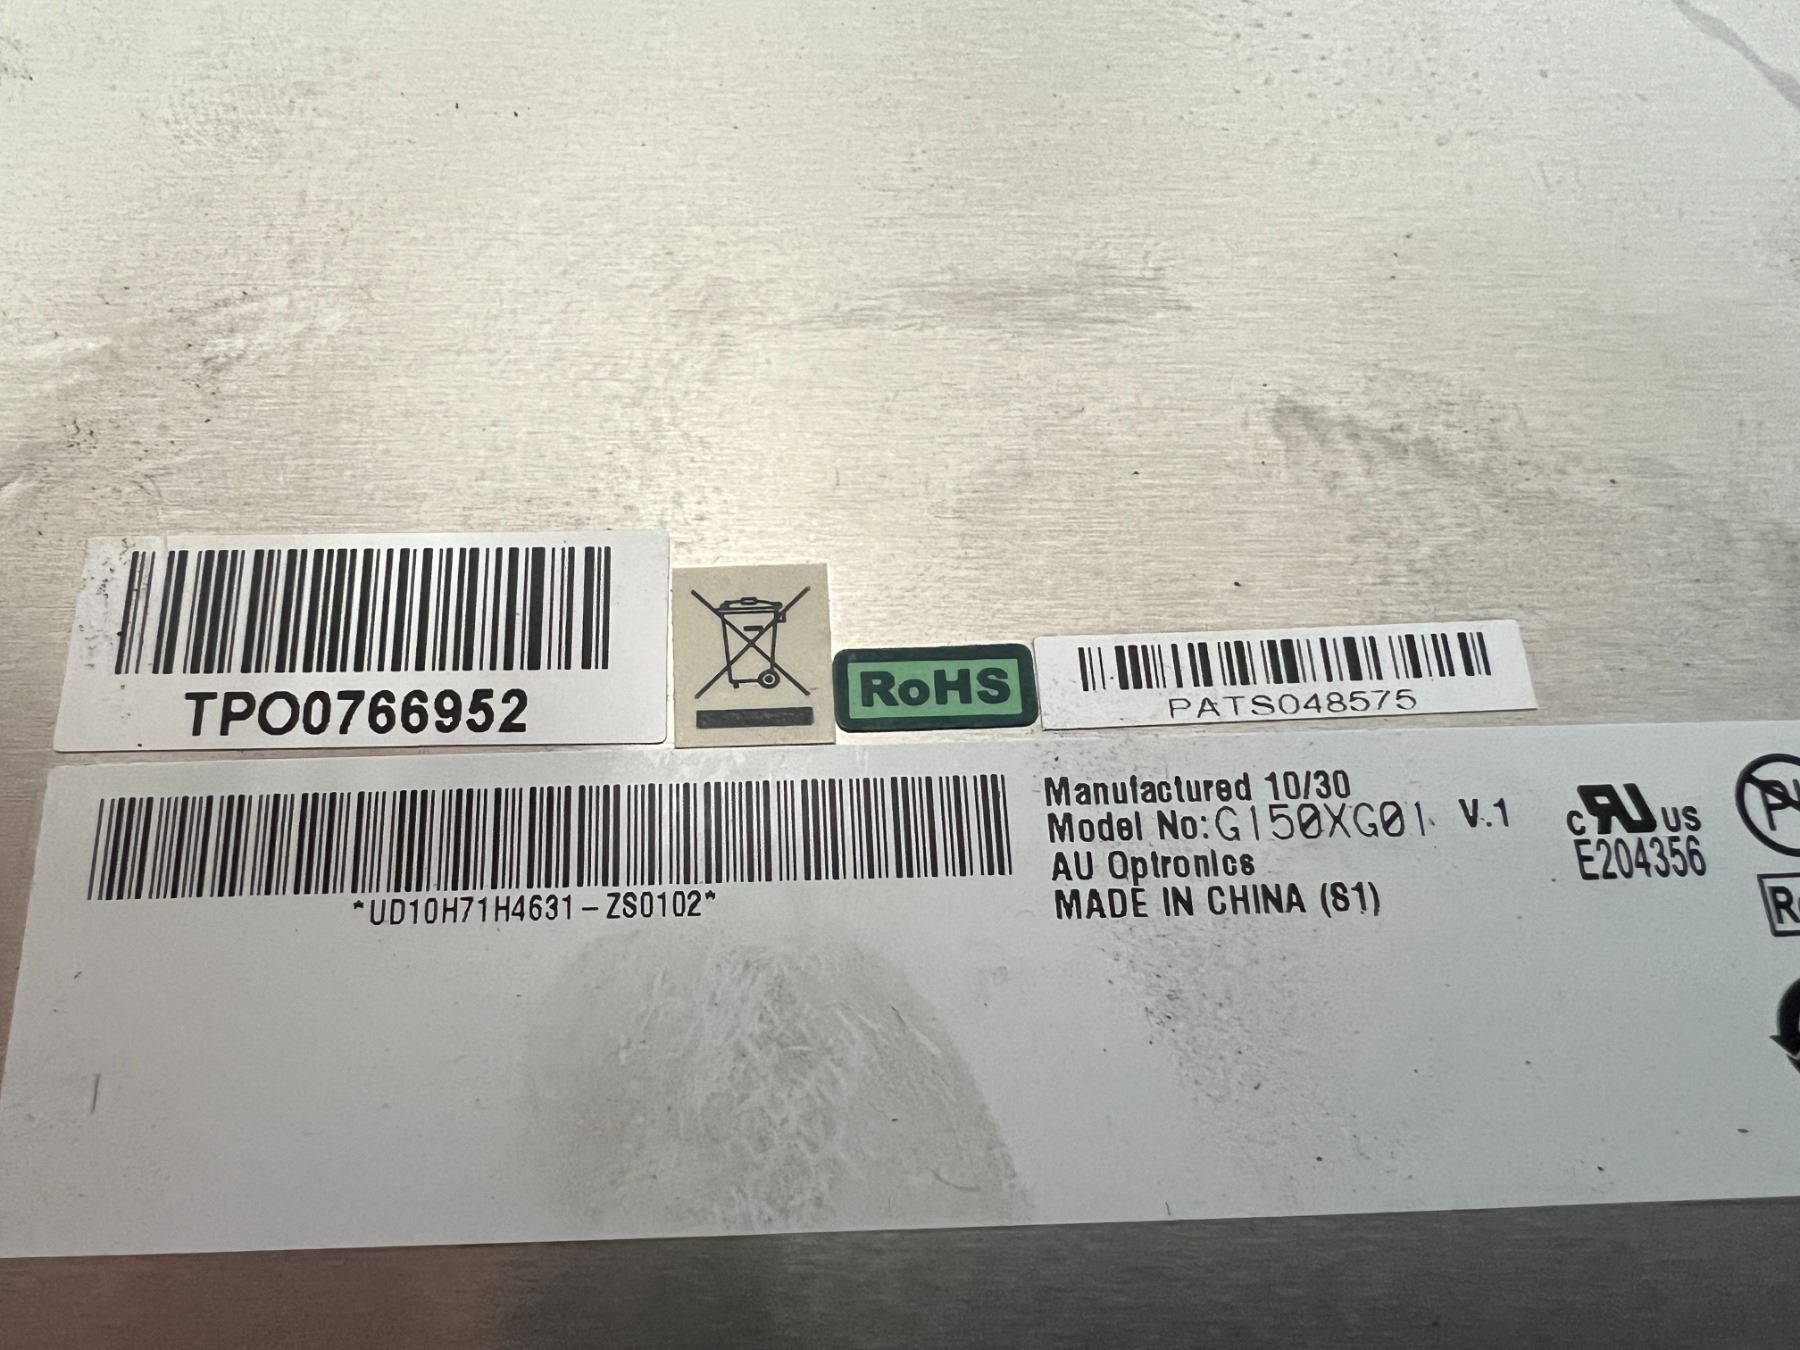 TPO0766952
RoHS
PATS048575
*UD10H71H4631-ZS0102*
Manufactured 10/30
Model No:G150XG01 V.1
AU Optronics
MADE IN CHINA (S1)
c US
E204356